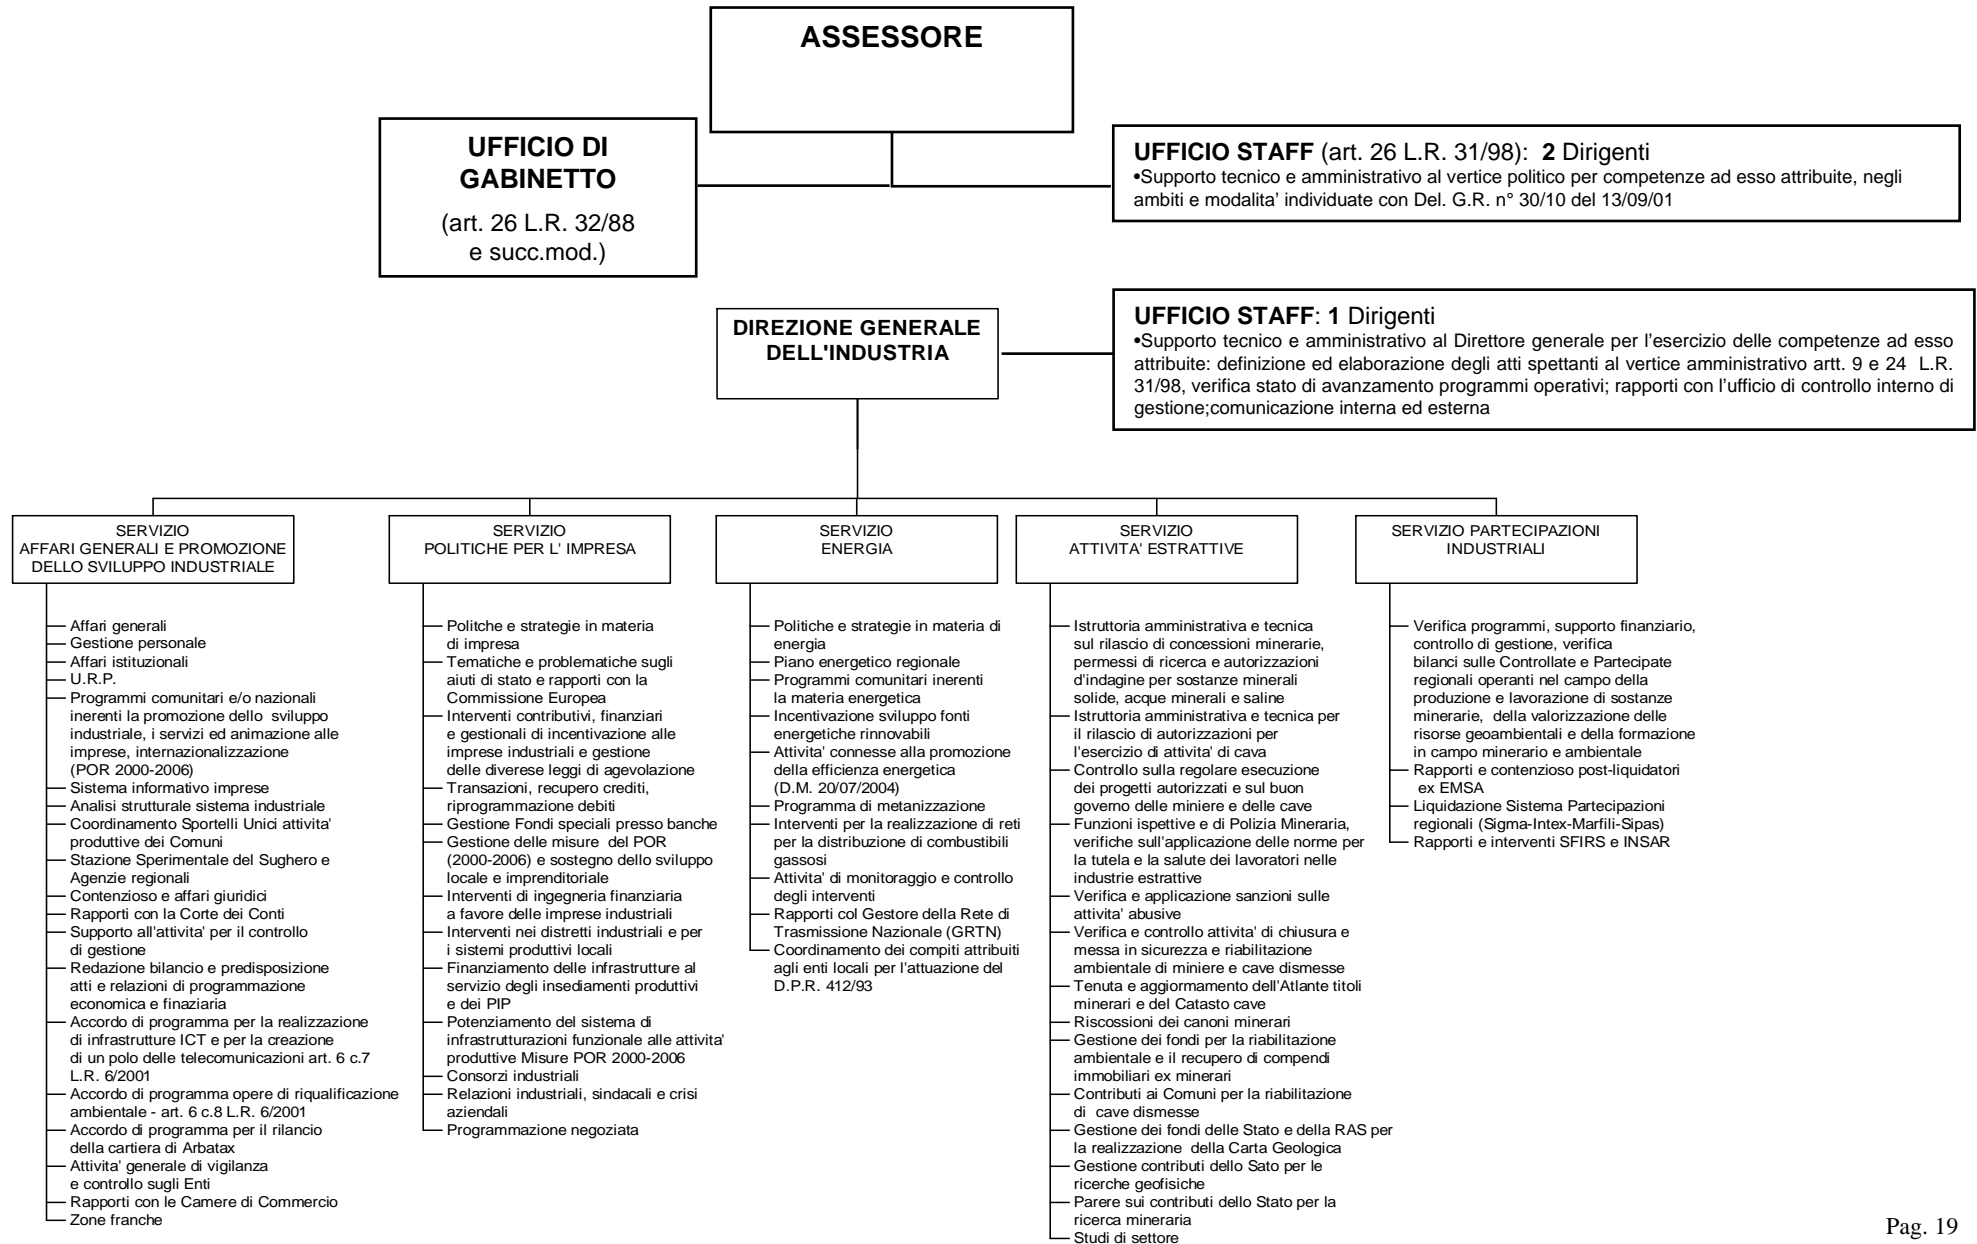 ASSESSORE
UFFICIO DI
GABINETTO
(art. 26 L.R. 32/88
e succ.mod.)
UFFICIO STAFF (art. 26 L.R. 31/98):  2 Dirigenti
•Supporto tecnico e amministrativo al vertice politico per competenze ad esso attribuite, negli
ambiti e modalita' individuate con Del. G.R. n° 30/10 del 13/09/01
DIREZIONE GENERALE
DELL'INDUSTRIA
UFFICIO STAFF: 1 Dirigenti
•Supporto tecnico e amministrativo al Direttore generale per l'esercizio delle competenze ad esso
attribuite: definizione ed elaborazione degli atti spettanti al vertice amministrativo artt. 9 e 24 L.R.
31/98, verifica stato di avanzamento programmi operativi; rapporti con l'ufficio di controllo interno di
gestione;comunicazione interna ed esterna
SERVIZIO
AFFARI GENERALI E PROMOZIONE
DELLO SVILUPPO INDUSTRIALE
Affari generali
Gestione personale
Affari istituzionali
U.R.P.
Programmi comunitari e/o nazionali
inerenti la promozione dello sviluppo
industriale, i servizi ed animazione alle
imprese, internazionalizzazione
(POR 2000-2006)
Sistema informativo imprese
Analisi strutturale sistema industriale
Coordinamento Sportelli Unici attivita'
produttive dei Comuni
Stazione Sperimentale del Sughero e
Agenzie regionali
Contenzioso e affari giuridici
Rapporti con la Corte dei Conti
Supporto all'attivita' per il controllo
di gestione
Redazione bilancio e predisposizione
atti e relazioni di programmazione
economica e finaziaria
Accordo di programma per la realizzazione
di infrastrutture ICT e per la creazione
di un polo delle telecomunicazioni art. 6 c.7
L.R. 6/2001
Accordo di programma opere di riqualificazione
ambientale - art. 6 c.8 L.R. 6/2001
Accordo di programma per il rilancio
della cartiera di Arbatax
Attivita' generale di vigilanza
e controllo sugli Enti
Rapporti con le Camere di Commercio
Zone franche
SERVIZIO
POLITICHE PER L' IMPRESA
Politche e strategie in materia
di impresa
Tematiche e problematiche sugli
aiuti di stato e rapporti con la
Commissione Europea
Interventi contributivi, finanziari
e gestionali di incentivazione alle
imprese industriali e gestione
delle diverese leggi di agevolazione
Transazioni, recupero crediti,
riprogrammazione debiti
Gestione Fondi speciali presso banche
Gestione delle misure del POR
(2000-2006) e sostegno dello sviluppo
locale e imprenditoriale
Interventi di ingegneria finanziaria
a favore delle imprese industriali
Interventi nei distretti industriali e per
i sistemi produttivi locali
Finanziamento delle infrastrutture al
servizio degli insediamenti produttivi
e dei PIP
Potenziamento del sistema di
infrastrutturazioni funzionale alle attivita'
produttive Misure POR 2000-2006
Consorzi industriali
Relazioni industriali, sindacali e crisi
aziendali
Programmazione negoziata
SERVIZIO
ENERGIA
Politiche e strategie in materia di
energia
Piano energetico regionale
Programmi comunitari inerenti
la materia energetica
Incentivazione sviluppo fonti
energetiche rinnovabili
Attivita' connesse alla promozione
della efficienza energetica
(D.M. 20/07/2004)
Programma di metanizzazione
Interventi per la realizzazione di reti
per la distribuzione di combustibili
gassosi
Attivita' di monitoraggio e controllo
degli interventi
Rapporti col Gestore della Rete di
Trasmissione Nazionale (GRTN)
Coordinamento dei compiti attribuiti
agli enti locali per l'attuazione del
D.P.R. 412/93
SERVIZIO
ATTIVITA' ESTRATTIVE
Istruttoria amministrativa e tecnica
sul rilascio di concessioni minerarie,
permessi di ricerca e autorizzazioni
d'indagine per sostanze minerali
solide, acque minerali e saline
Istruttoria amministrativa e tecnica per
il rilascio di autorizzazioni per
l'esercizio di attivita' di cava
Controllo sulla regolare esecuzione
dei progetti autorizzati e sul buon
governo delle miniere e delle cave
Funzioni ispettive e di Polizia Mineraria,
verifiche sull'applicazione delle norme per
la tutela e la salute dei lavoratori nelle
industrie estrattive
Verifica e applicazione sanzioni sulle
attivita' abusive
Verifica e controllo attivita' di chiusura e
messa in sicurezza e riabilitazione
ambientale di miniere e cave dismesse
Tenuta e aggiormamento dell'Atlante titoli
minerari e del Catasto cave
Riscossioni dei canoni minerari
Gestione dei fondi per la riabilitazione
ambientale e il recupero di compendi
immobiliari ex minerari
Contributi ai Comuni per la riabilitazione
di cave dismesse
Gestione dei fondi delle Stato e della RAS per
la realizzazione della Carta Geologica
Gestione contributi dello Sato per le
ricerche geofisiche
Parere sui contributi dello Stato per la
ricerca mineraria
Studi di settore
SERVIZIO PARTECIPAZIONI
INDUSTRIALI
Verifica programmi, supporto finanziario,
controllo di gestione, verifica
bilanci sulle Controllate e Partecipate
regionali operanti nel campo della
produzione e lavorazione di sostanze
minerarie, della valorizzazione delle
risorse geoambientali e della formazione
in campo minerario e ambientale
Rapporti e contenzioso post-liquidatori
ex EMSA
Liquidazione Sistema Partecipazioni
regionali (Sigma-Intex-Marfili-Sipas)
Rapporti e interventi SFIRS e INSAR
Pag. 19